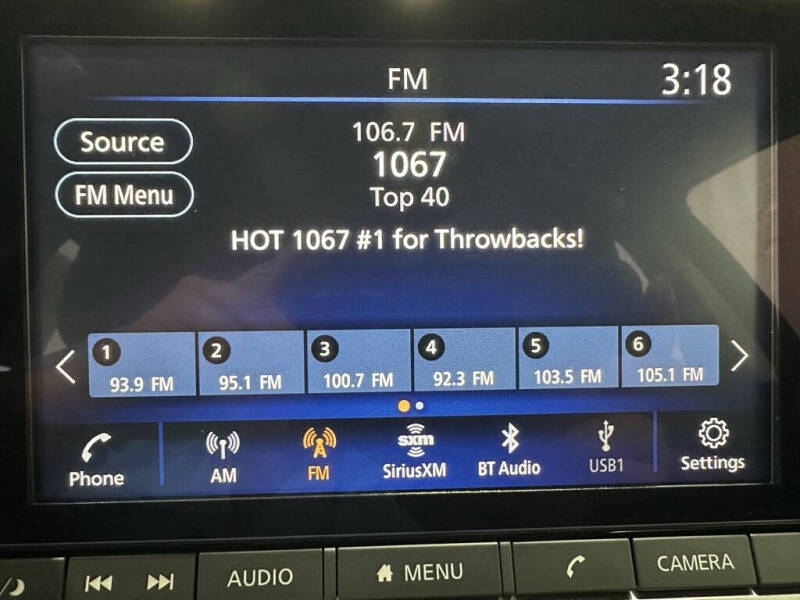 FM
3:18
Source
106.7 FM
1067
FM Menu
Top 40
HOT 1067 #1 for Throwbacks!
1 2 3 4 5 6
93.9 FM 95.1 FM 100.7 FM 92.3 FM 103.5 FM 105.1 FM
sxm
Phone AM FM SiriusXM BT Audio USB1 Settings
AUDIO MENU CAMERA